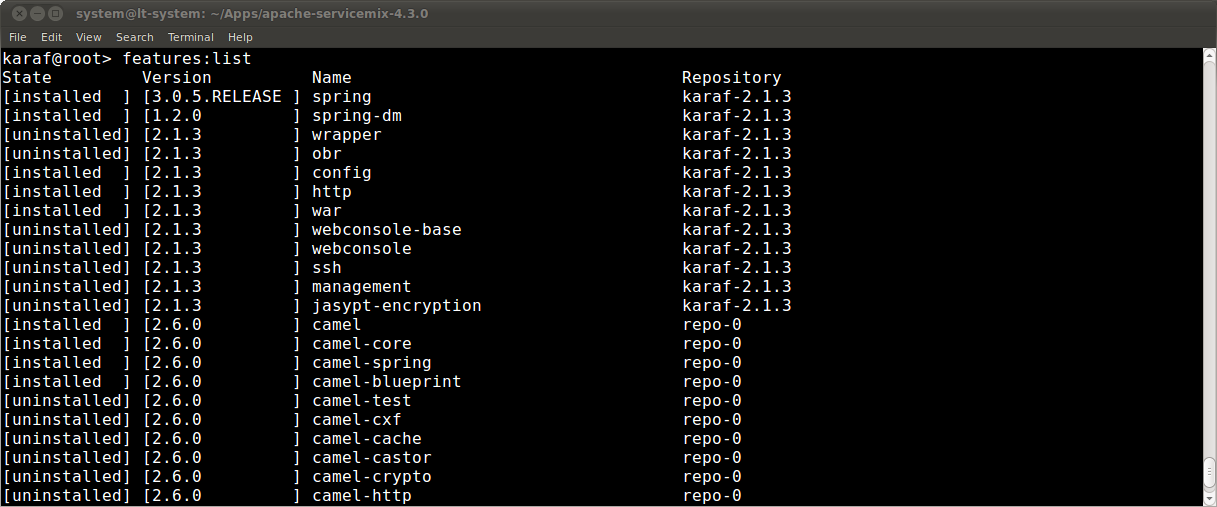 system@lt-system: ~/Apps/apache-servicemix-4.3.0
File Edit View Search Terminal Help
karaf@root> features:list
State         Version          Name                                 Repository
[installed  ] [3.0.5.RELEASE ] spring                               karaf-2.1.3
[installed  ] [1.2.0         ] spring-dm                            karaf-2.1.3
[uninstalled] [2.1.3         ] wrapper                              karaf-2.1.3
[uninstalled] [2.1.3         ] obr                                  karaf-2.1.3
[installed  ] [2.1.3         ] config                               karaf-2.1.3
[installed  ] [2.1.3         ] http                                 karaf-2.1.3
[installed  ] [2.1.3         ] war                                  karaf-2.1.3
[uninstalled] [2.1.3         ] webconsole-base                      karaf-2.1.3
[uninstalled] [2.1.3         ] webconsole                           karaf-2.1.3
[uninstalled] [2.1.3         ] ssh                                  karaf-2.1.3
[uninstalled] [2.1.3         ] management                           karaf-2.1.3
[uninstalled] [2.1.3         ] jasypt-encryption                    karaf-2.1.3
[installed  ] [2.6.0         ] camel                                repo-0
[installed  ] [2.6.0         ] camel-core                           repo-0
[installed  ] [2.6.0         ] camel-spring                         repo-0
[installed  ] [2.6.0         ] camel-blueprint                      repo-0
[uninstalled] [2.6.0         ] camel-test                           repo-0
[uninstalled] [2.6.0         ] camel-cxf                            repo-0
[uninstalled] [2.6.0         ] camel-cache                          repo-0
[uninstalled] [2.6.0         ] camel-castor                         repo-0
[uninstalled] [2.6.0         ] camel-crypto                         repo-0
[uninstalled] [2.6.0         ] camel-http                           repo-0